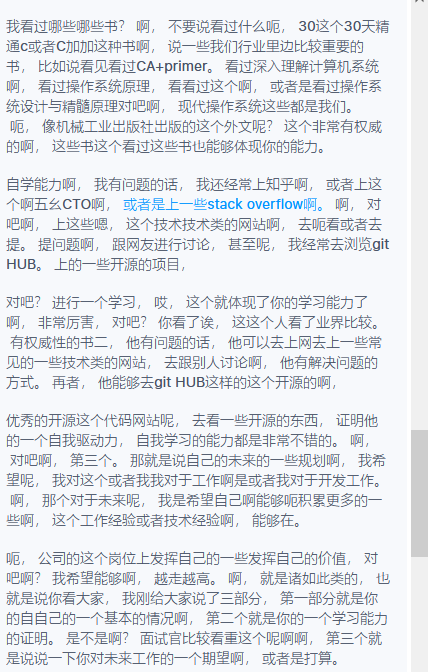 我看过哪些哪些书？ 啊， 不要说看过什么呃， 30这个30天精
通c或者C加加这种书啊， 说一些我们行业里边比较重要的
书， 比如说看见看过CA+primer。 看过深入理解计算机系统
啊， 看过操作系统原理， 看看过这个啊， 或者是看过操作系
统设计与精髓原理对吧啊， 现代操作系统这些都是我们。
呃， 像机械工业出版社出版的这个外文呢？ 这个非常有权威
的啊， 这些书这个看过这些书也能够体现你的能力。
自学能力啊， 我有问题的话， 我还经常上知乎啊， 或者上这
个啊五幺CTO啊， 或者是上一些stack overflow啊。 啊， 对
吧啊， 上这些嗯， 这个技术技术类的网站啊， 去呃看或者去
提。 提问题啊， 跟网友进行讨论， 甚至呢， 我经常去浏览git
HUB。 上的一些开源的项目，
对吧？ 进行一个学习， 哎， 这个就体现了你的学习能力了
啊， 非常厉害， 对吧？ 你看了诶， 这这个人看了业界比较。
有权威性的书二， 他有问题的话， 他可以去上网去上一些常
见的一些技术类的网站， 去跟别人讨论啊， 他有解决问题的
方式。 再者， 他能够去git HUB这样的这个开源的啊，
优秀的开源这个代码网站呢， 去看一些开源的东西， 证明他
的一个自我驱动力， 自我学习的能力都是非常不错的。 啊，
对吧啊， 第三个。 那就是说自己的未来的一些规划啊， 我希
望呢， 我对这个或者我我对于工作啊是或者我对于开发工作。
啊， 那个对于未来呢， 我是希望自己啊能够呃积累更多的一
些啊， 这个工作经验或者技术经验啊， 能够在。
呃， 公司的这个岗位上发挥自己的一些发挥自己的价值， 对
吧啊？ 我希望能够啊， 越走越高。 啊， 就是诸如此类的， 也
就是说你看大家， 我刚给大家说了三部分， 第一部分就是你
的自自己的一个基本的情况啊， 第二个就是你的一个学习能力
的证明。 是不是啊？ 面试官比较看重这个呢啊啊， 第三个就
是说说一下你对未来工作的一个期望啊， 或者是打算。